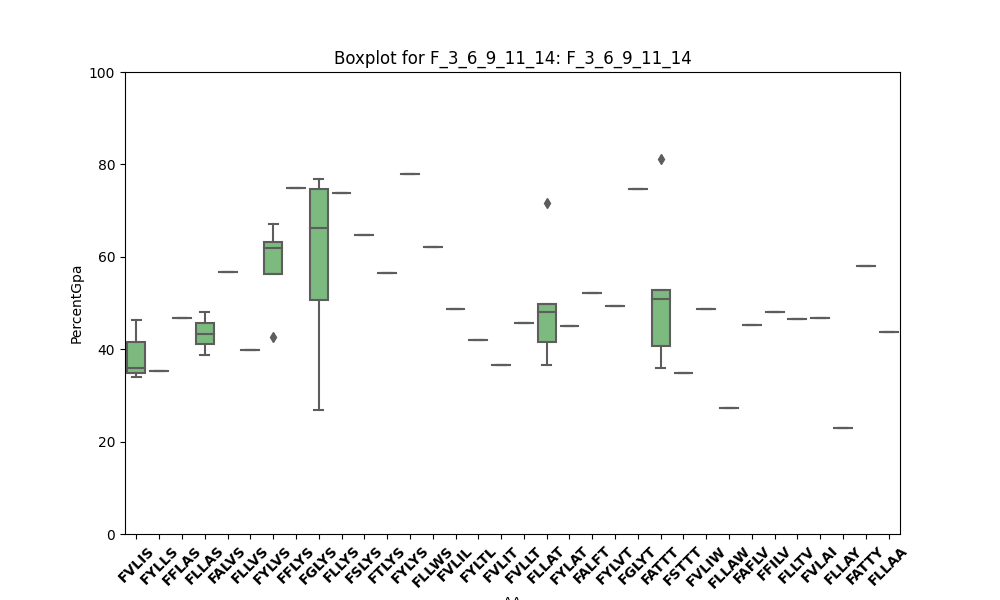 Boxplot for F_3_6_9_11_14: F_3_6_9_11_14
PercentGpa
100
80
60
40
20
0
FVLIS
FYLLS
FFLAS
FLLAS
FALVS
FLLVS
FYLVS
FFLYS
FGLYS
FLLYS
FSLYS
FTLYS
FYLYS
FLLWS
FVLIL
FYLTL
FVLIT
FVLLT
FLLAT
FYLAT
FALFT
FYLVT
FGLYT
FATTT
FSTTT
FVLIW
FLLAW
FAFLV
FFILV
FLLTV
FVLAI
FLLAY
FATTY
FLLAA